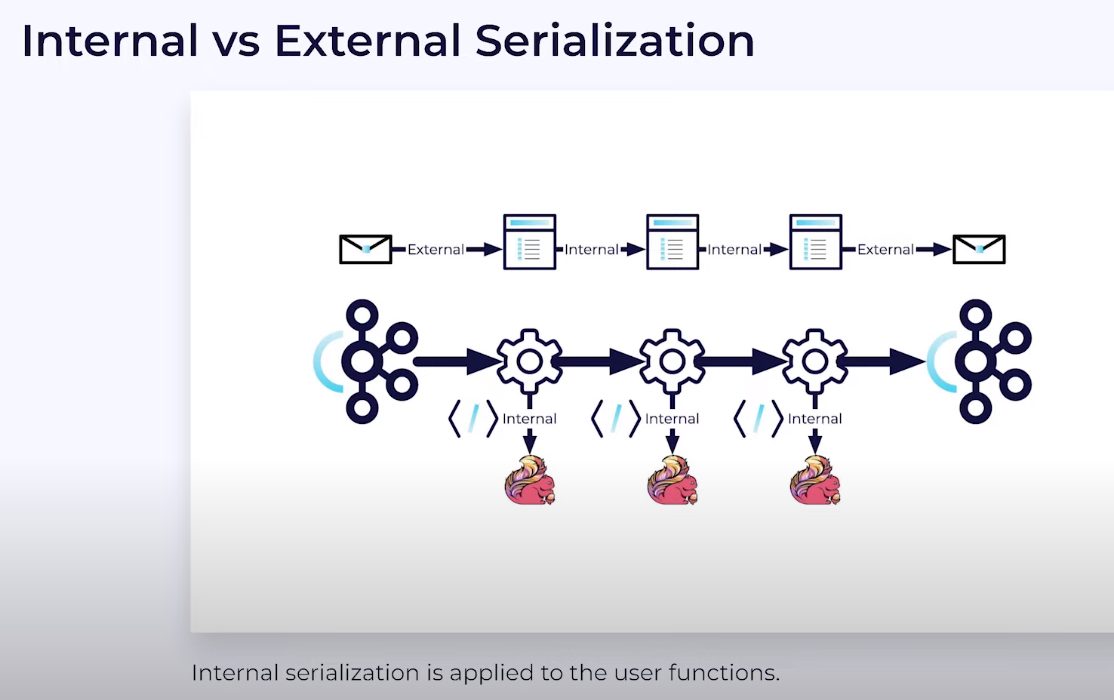 Internal vs External Serialization
External Internal Internal External
Internal Internal Internal
Internal serialization is applied to the user functions.